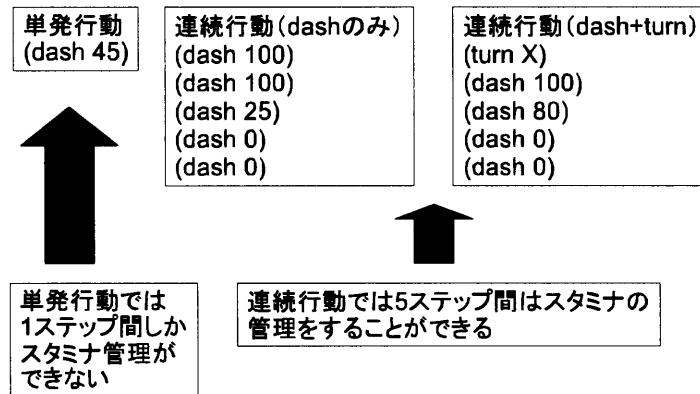 単発行動
(dash 45)
連続行動(dashのみ)
(dash 100)
(dash 100)
(dash 25)
(dash 0)
(dash 0)
連続行動(dash+turn)
(turn X)
(dash 100)
(dash 80)
(dash 0)
(dash 0)
単発行動では
1ステップ間しか
スタミナ管理が
できない
連続行動では5ステップ間はスタミナの
管理をすることができる